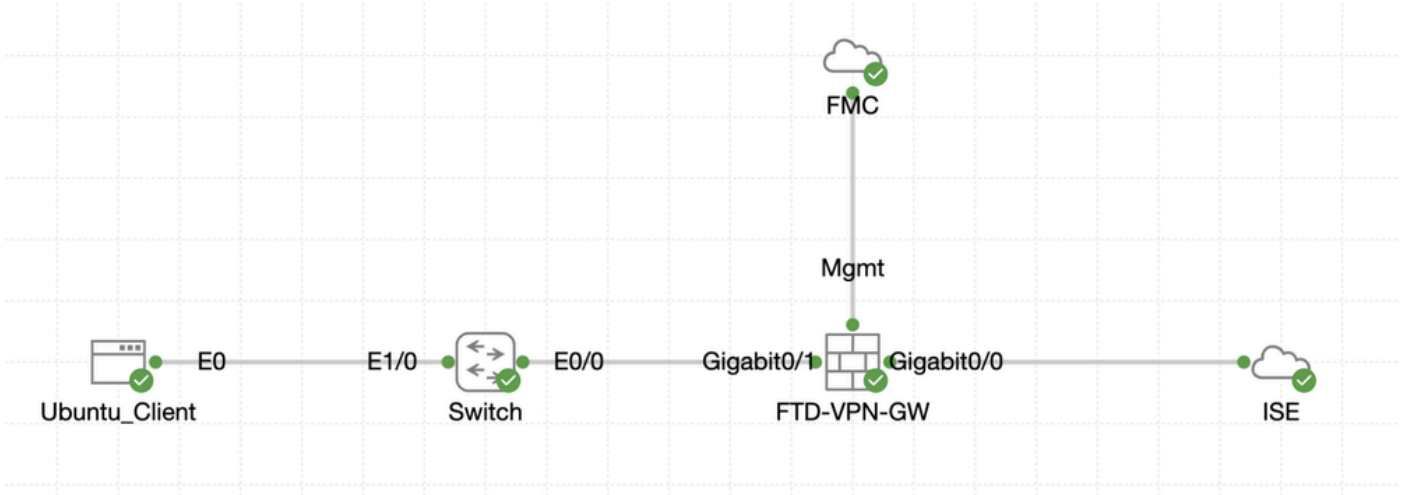 FMC
Mgmt
E0
E1/0
E0/0
Gigabit0/1
Gigabit0/0
Ubuntu_Client
Switch
FTD-VPN-GW
ISE